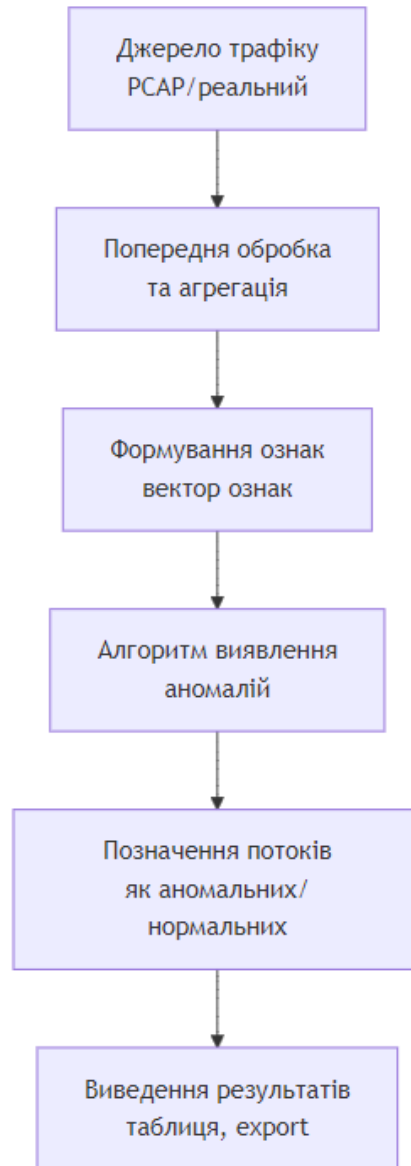 Джерело трафіку
PCAP/реальний
Попередня обробка
та агрегація
Формування ознак
вектор ознак
Алгоритм виявлення
аномалій
Позначення потоків
як аномальних/
нормальних
Виведення результатів
таблиця, export